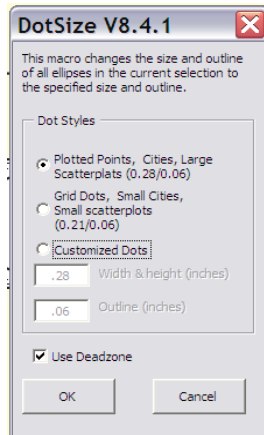 DotSize V8.4.1
This macro changes the size and outline
of all ellipses in the current selection to
the specified size and outline.
Dot Styles
Plotted Points, Cities, Large
Scatterplats (0.28/0.06)
Grid Dots, Small Cities,
Small scatterplots
(0.21/0.06)
Customized Dots
.28 Width & height (inches)
.06 Outline (inches)
Use Deadzone
OK Cancel